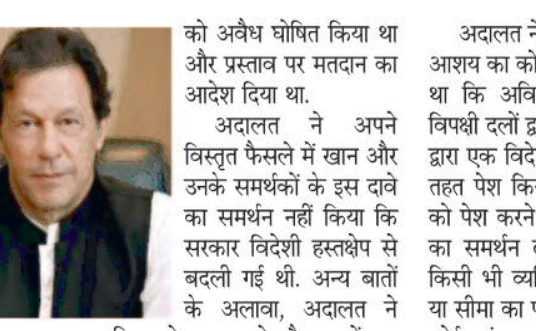 को अवैध घोषित किया था
और प्रस्ताव पर मतदान का
आदेश दिया था.
अदालत ने अपने
विस्तृत फैसले में खान और
उनके समर्थकों के इस दावे
का समर्थन नहीं किया कि
सरकार विदेशी हस्तक्षेप से
बदली गई थी. अन्य बातों
के अलावा, अदालत ने
अदालत ने
आशय का को
था कि अवि
विपक्षी दलों द्व
द्वारा एक विदे
तहत पेश कि
को पेश करने
का समर्थन
किसी भी व्यि
या सीमा का प